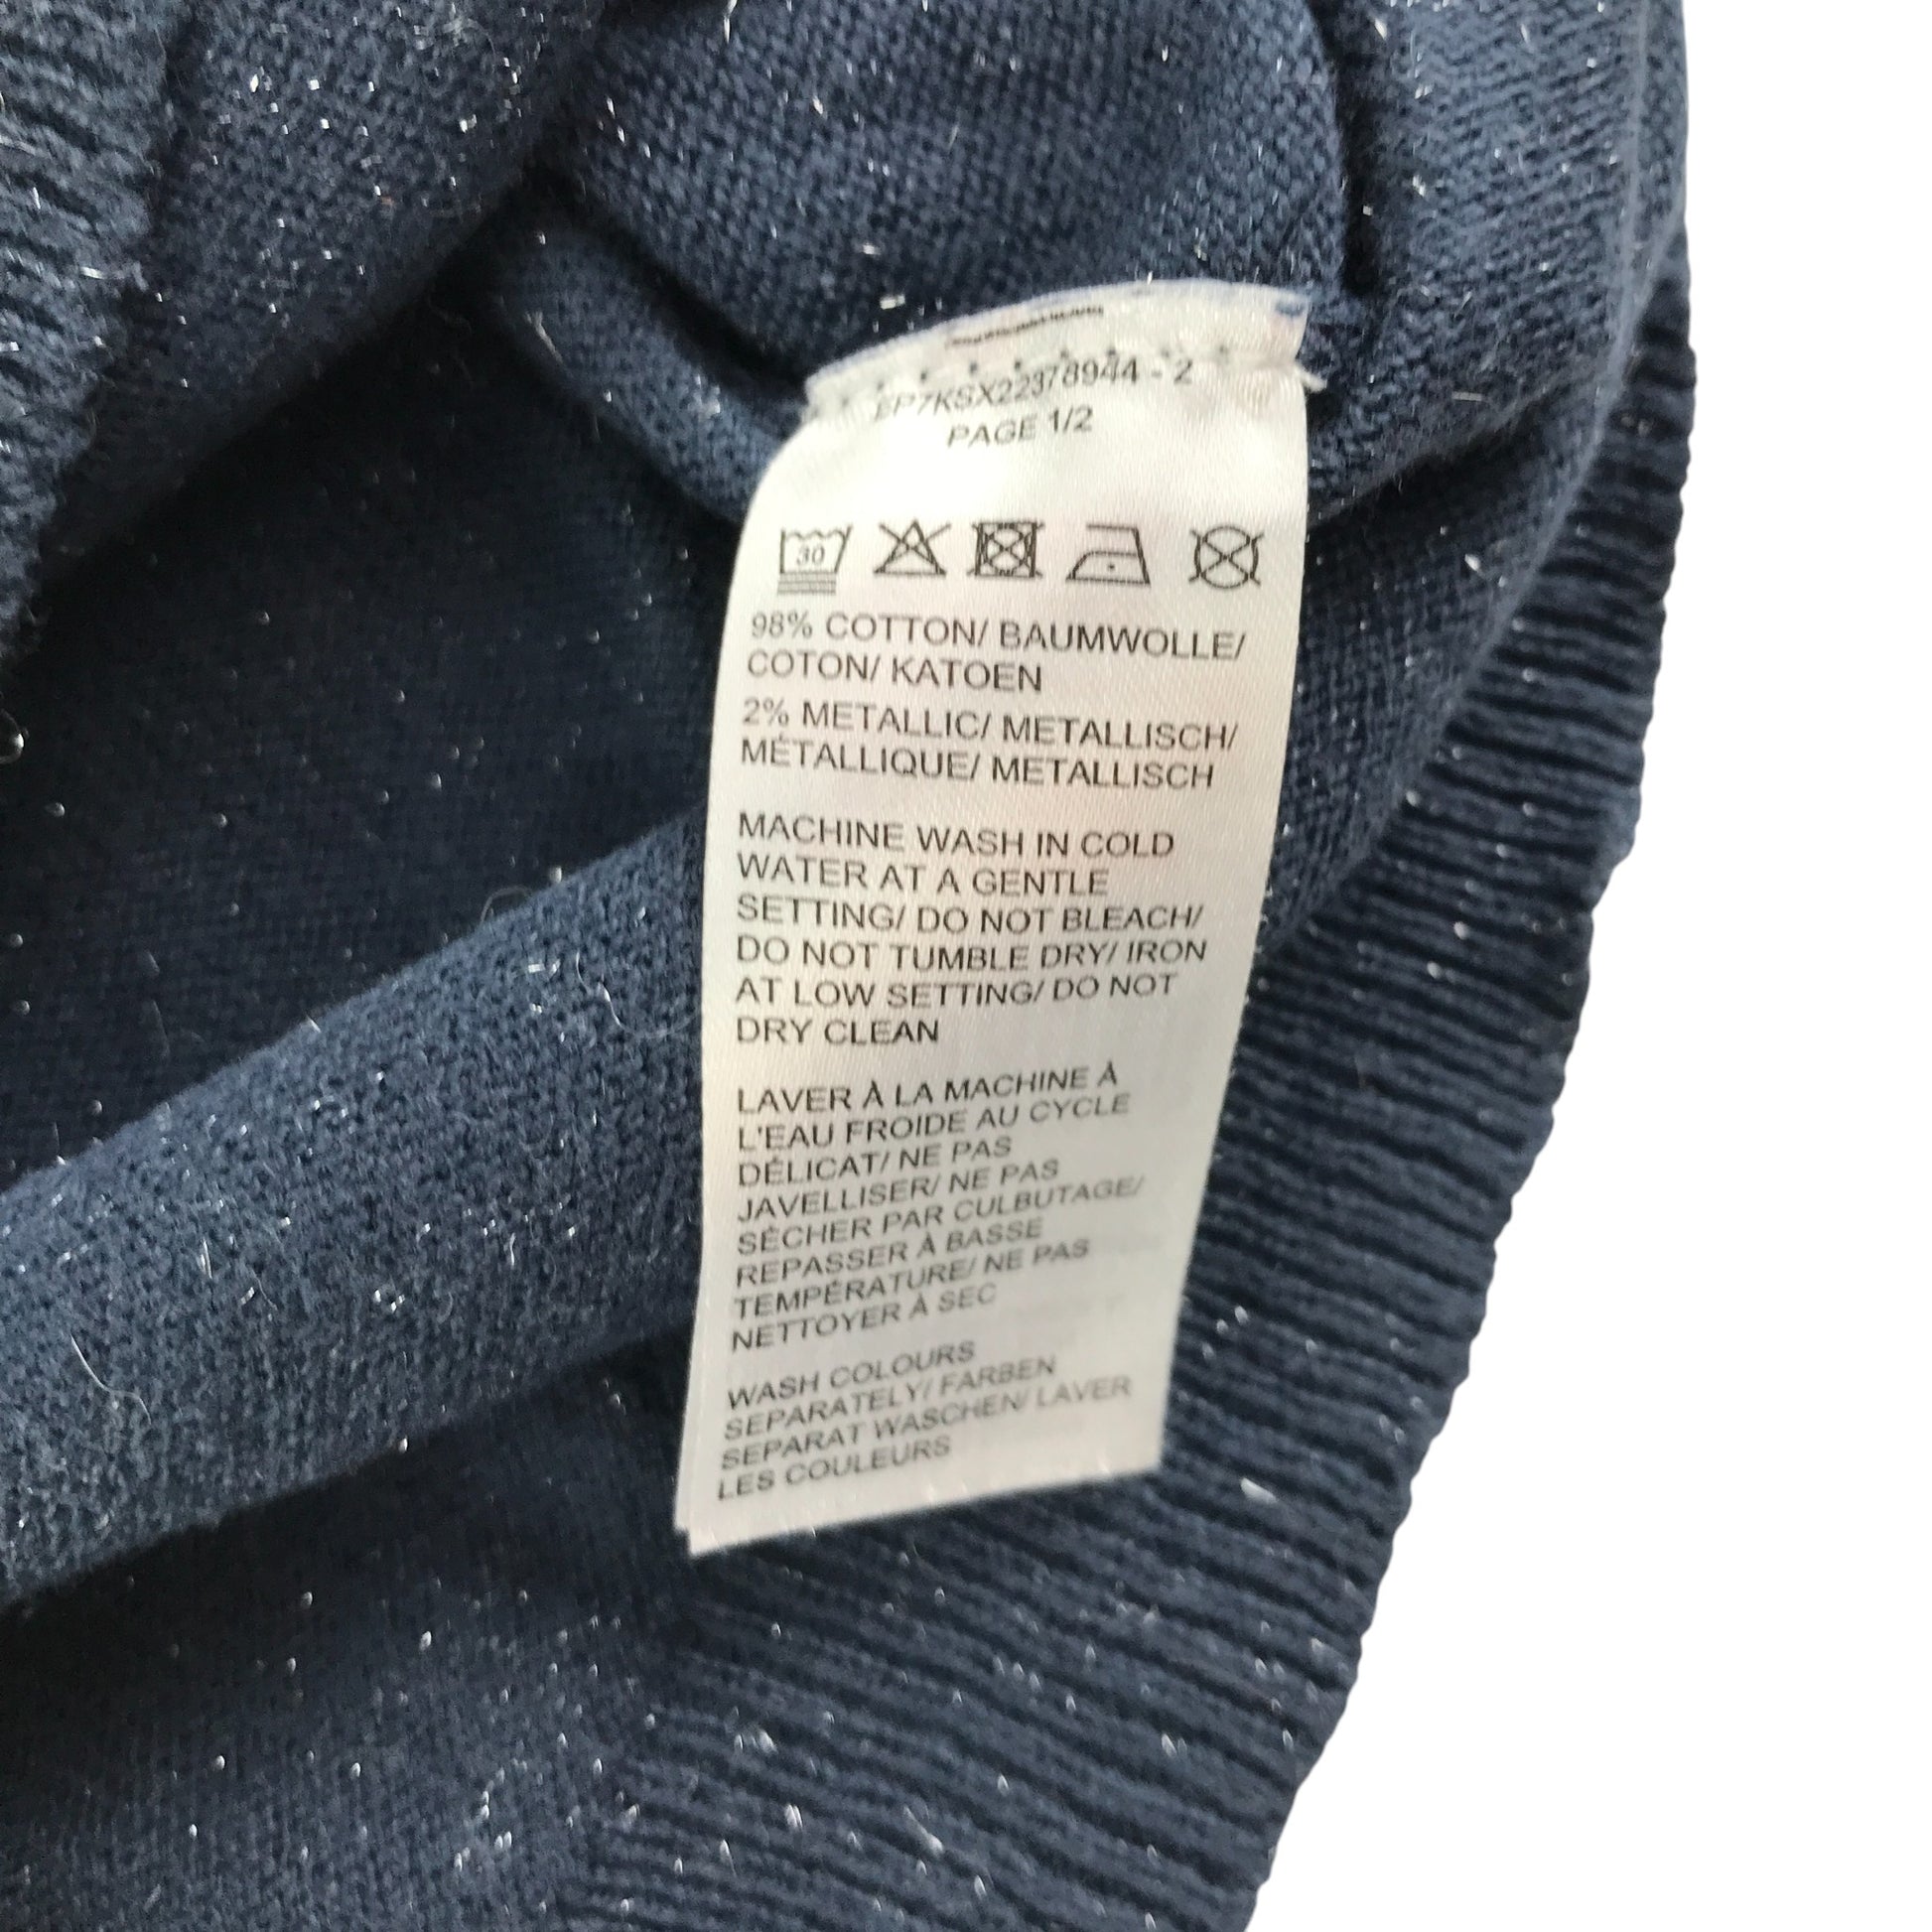 EP7KSX22378944 - 2
PAGE 1/2
30
98% COTTON/ BAUMWOLLE/
COTON/ KATOEN
2% METALLIC/ METALLISCH/
MÉTALLIQUE/ METALLISCH
MACHINE WASH IN COLD
WATER AT A GENTLE
SETTING/ DO NOT BLEACH/
DO NOT TUMBLE DRY/ IRON
AT LOW SETTING/ DO NOT
DRY CLEAN
LAVER À LA MACHINE À
L'EAU FROIDE AU CYCLE
DÉLICAT/ NE PAS
JAVELLISER/ NE PAS
SÉCHER PAR CULBUTAGE/
REPASSER À BASSE
TEMPÉRATURE/ NE PAS
NETTOYER À SEC
WASH COLOURS
SEPARATELY/ FARBEN
SEPARAT WASCHEN/ LAVER
LES COULEURS